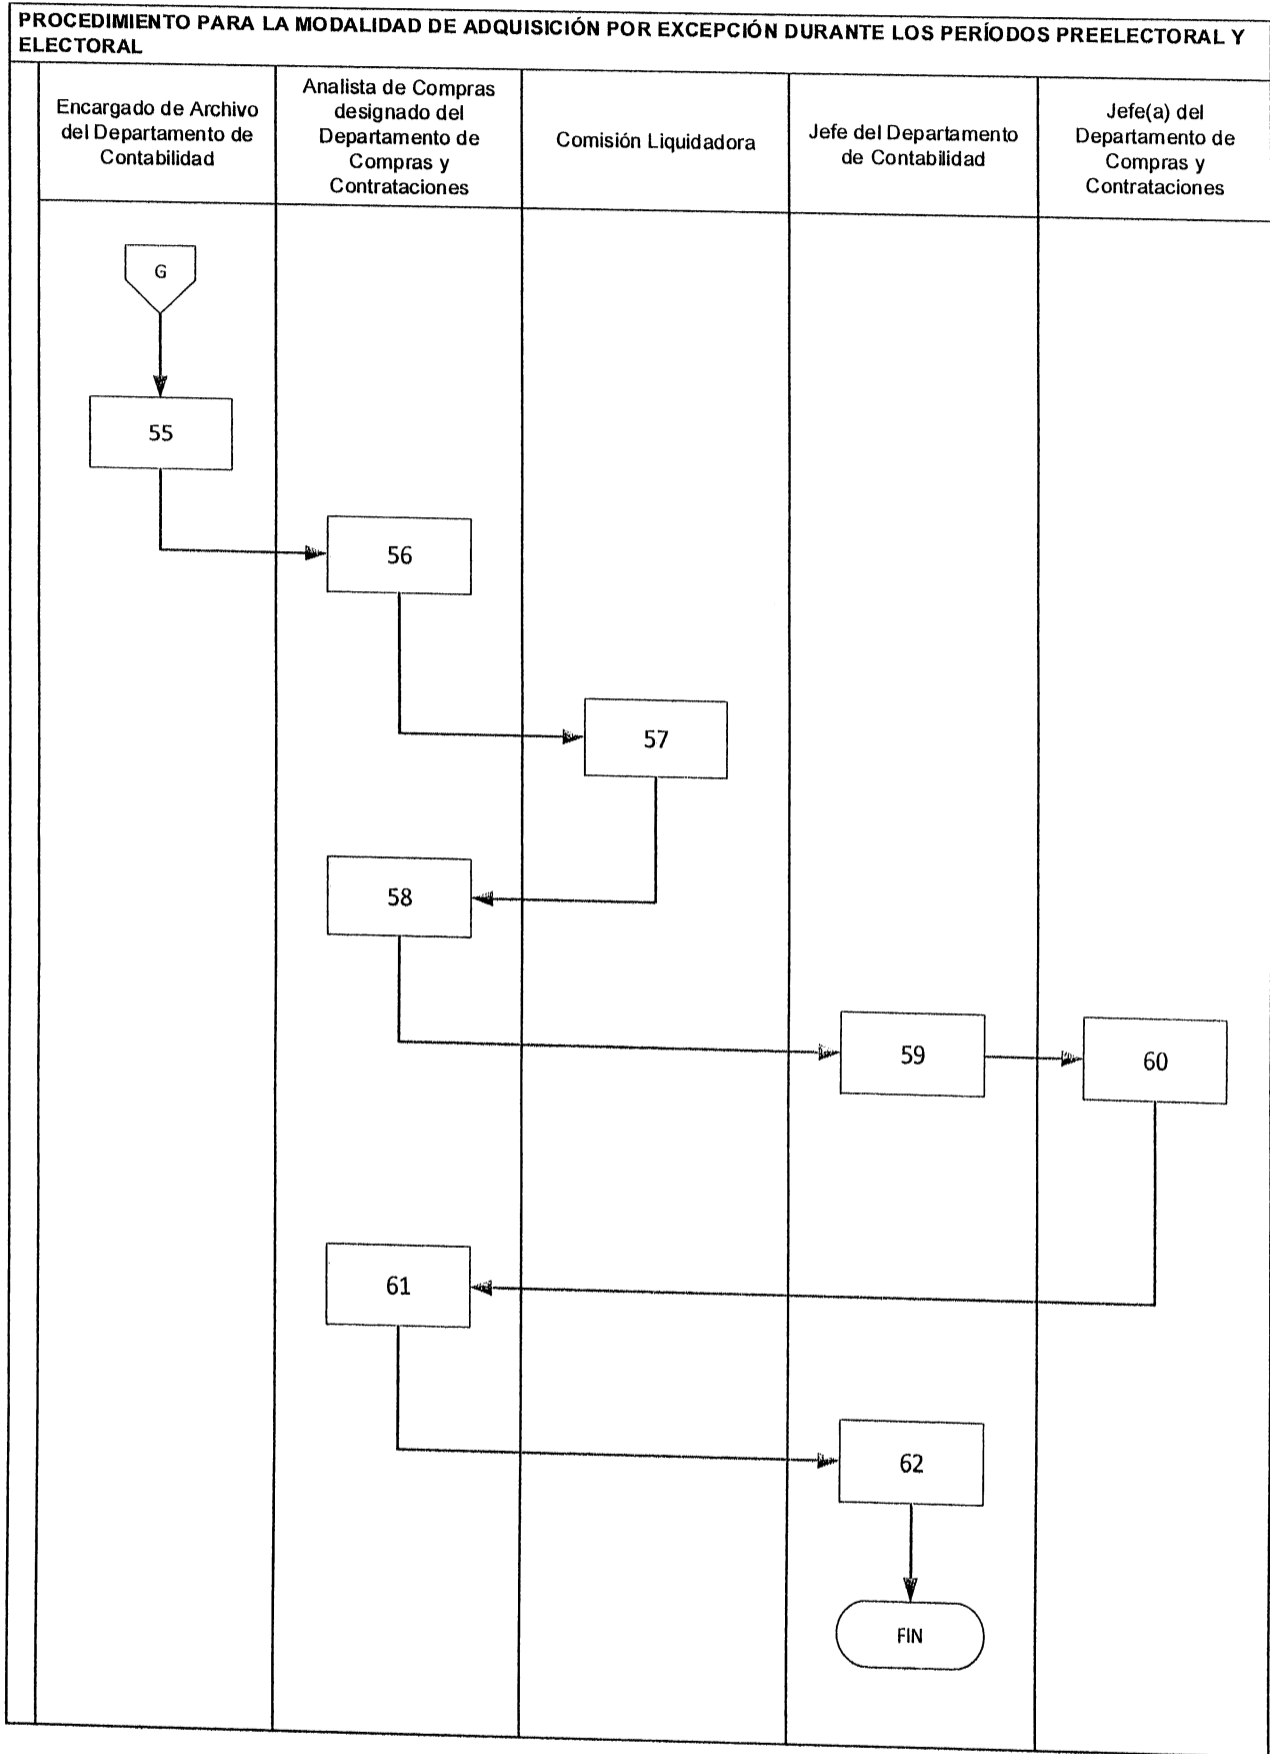 PROCEDIMIENTO PARA LA MODALIDAD DE ADQUISICIÓN POR EXCEPCIÓN DURANTE LOS PERÍODOS PREELECTORAL Y
ELECTORAL
Encargado de Archivo
del Departamento de
Contabilidad
Analista de Compras
designado del
Departamento de
Compras y
Contrataciones
Comisión Liquidadora
Jefe del Departamento
de Contabilidad
Jefe(a) del
Departamento de
Compras y
Contrataciones
G
55
56
57
58
59
60
61
62
FIN